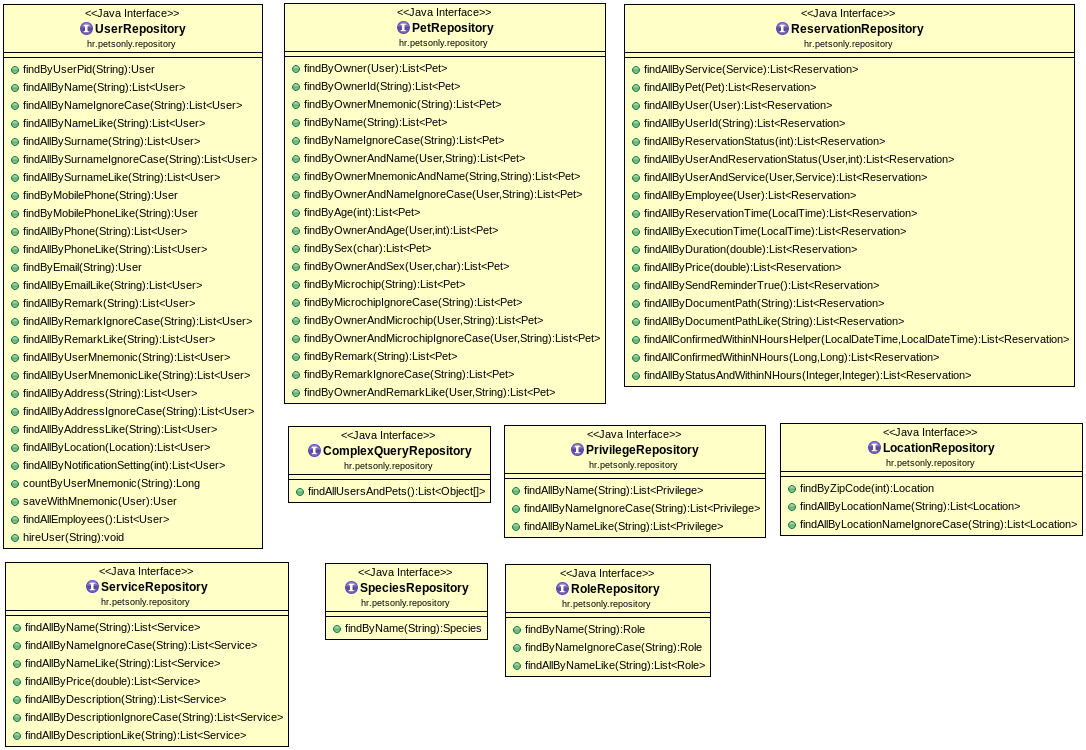 <<Java Interface>>
UserRepository
hr.petsonly.repository
findByUserPid(String):User
findAllByName(String):List<User>
findAllByNameIgnoreCase(String):List<User>
findAllByNameLike(String):List<User>
findAllBySurname(String):List<User>
findAllBySurnameIgnoreCase(String):List<User>
findAllBySurnameLike(String):List<User>
findByMobilePhone(String):User
findByMobilePhoneLike(String):User
findAllByPhone(String):List<User>
findAllByPhoneLike(String):List<User>
findByEmail(String):User
findAllByEmailLike(String):List<User>
findAllByRemark(String):List<User>
findAllByRemarkIgnoreCase(String):List<User>
findAllByRemarkLike(String):List<User>
findAllByUserMnemonic(String):List<User>
findAllByUserMnemonicLike(String):List<User>
findAllByAddress(String):List<User>
findAllByAddressIgnoreCase(String):List<User>
findAllByAddressLike(String):List<User>
findAllByLocation(Location):List<User>
findAllByNotificationSetting(int):List<User>
countByUserMnemonic(String):Long
saveWithMnemonic(User):User
findAllEmployees():List<User>
hireUser(String):void
<<Java Interface>>
PetRepository
hr.petsonly.repository
findByOwner(User):List<Pet>
findByOwnerId(String):List<Pet>
findByOwnerMnemonic(String):List<Pet>
findByName(String):List<Pet>
findByNameIgnoreCase(String):List<Pet>
findByOwnerAndName(User,String):List<Pet>
findByOwnerMnemonicAndName(String,String):List<Pet>
findByOwnerAndNameIgnoreCase(User,String):List<Pet>
findByAge(int):List<Pet>
findByOwnerAndAge(User,int):List<Pet>
findBySex(char):List<Pet>
findByOwnerAndSex(User,char):List<Pet>
findByMicrochip(String):List<Pet>
findByMicrochipIgnoreCase(String):List<Pet>
findByOwnerAndMicrochip(User,String):List<Pet>
findByOwnerAndMicrochipIgnoreCase(User,String):List<Pet>
findByRemark(String):List<Pet>
findByRemarkIgnoreCase(String):List<Pet>
findByOwnerAndRemarkLike(User,String):List<Pet>
<<Java Interface>>
ReservationRepository
hr.petsonly.repository
findAllByService(Service):List<Reservation>
findAllByPet(Pet):List<Reservation>
findAllByUser(User):List<Reservation>
findAllByUserId(String):List<Reservation>
findAllByReservationStatus(int):List<Reservation>
findAllByUserAndReservationStatus(User,int):List<Reservation>
findAllByUserAndService(User,Service):List<Reservation>
findAllByEmployee(User):List<Reservation>
findAllByReservationTime(LocalTime):List<Reservation>
findAllByExecutionTime(LocalTime):List<Reservation>
findAllByDuration(double):List<Reservation>
findAllByPrice(double):List<Reservation>
findAllBySendReminderTrue():List<Reservation>
findAllByDocumentPath(String):List<Reservation>
findAllByDocumentPathLike(String):List<Reservation>
findAllConfirmedWithinNHoursHelper(LocalDateTime,LocalDateTime):List<Reservation>
findAllConfirmedWithinNHours(Long,Long):List<Reservation>
findAllByStatusAndWithinNHours(Integer,Integer):List<Reservation>
<<Java Interface>>
ComplexQueryRepository
hr.petsonly.repository
findAllUsersAndPets():List<Object[]>
<<Java Interface>>
PrivilegeRepository
hr.petsonly.repository
findAllByName(String):List<Privilege>
findAllByNameIgnoreCase(String):List<Privilege>
findAllByNameLike(String):List<Privilege>
<<Java Interface>>
LocationRepository
hr.petsonly.repository
findByZipCode(int):Location
findAllByLocationName(String):List<Location>
findAllByLocationNameIgnoreCase(String):List<Location>
<<Java Interface>>
ServiceRepository
hr.petsonly.repository
findAllByName(String):List<Service>
findAllByNameIgnoreCase(String):List<Service>
findAllByNameLike(String):List<Service>
findAllByPrice(double):List<Service>
findAllByDescription(String):List<Service>
findAllByDescriptionIgnoreCase(String):List<Service>
findAllByDescriptionLike(String):List<Service>
<<Java Interface>>
SpeciesRepository
hr.petsonly.repository
findByName(String):Species
<<Java Interface>>
RoleRepository
hr.petsonly.repository
findByName(String):Role
findByNameIgnoreCase(String):Role
findAllByNameLike(String):List<Role>